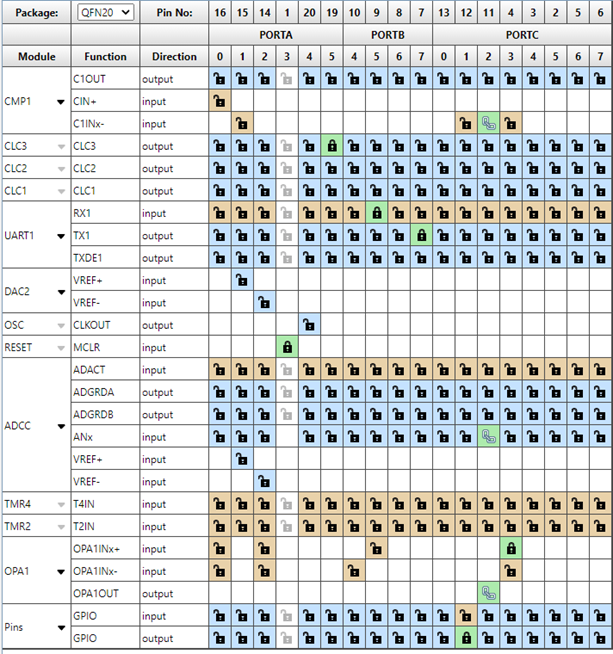 Package: QFN20 Pin No: 16 15 14 1 20 19 10 9 8 7 13 12 11 4 3 2 5 6
PORTA PORTB PORTC
Module Function Direction 0 1 2 3 4 5 4 5 6 7 0 1 2 3 4 5 6 7
CMP1 C1OUT output
CIN+ input
C1INx- input
CLC3 CLC3 output
CLC2 CLC2 output
CLC1 CLC1 output
UART1 RX1 input
TX1 output
TXDE1 output
DAC2 VREF+ input
VREF- input
OSC CLKOUT output
RESET MCLR input
ADCC ADACT input
ADGRDA output
ADGRDB output
ANx input
VREF+ input
VREF- input
TMR4 T4IN input
TMR2 T2IN input
OPA1 OPA1INx+ input
OPA1INx- input
OPA1OUT output
Pins GPIO input
GPIO output